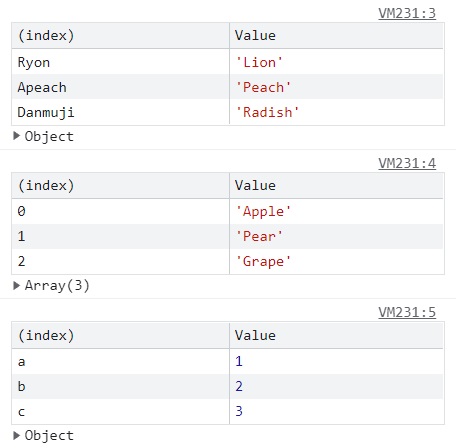 VM231:3
(index) Value
Ryon 'Lion'
Apeach 'Peach'
Danmuji 'Radish'
▶ Object
VM231:4
(index) Value
0 'Apple'
1 'Pear'
2 'Grape'
▶ Array(3)
VM231:5
(index) Value
a 1
b 2
c 3
▶ Object